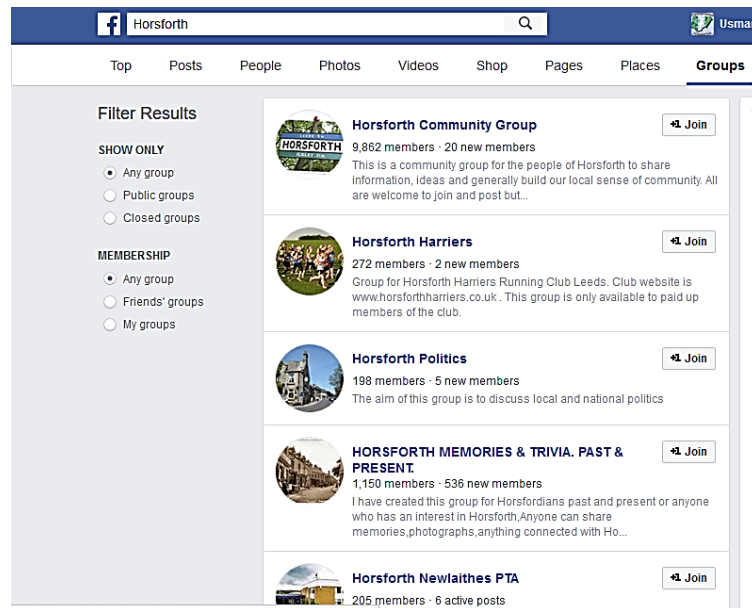 f Horsforth
Usma
Top Posts People Photos Videos Shop Pages Places Groups
Filter Results
SHOW ONLY
Any group
Public groups
Closed groups
MEMBERSHIP
Any group
Friends' groups
My groups
HORSFORTH
Horsforth Community Group
+1 Join
9,862 members · 20 new members
This is a community group for the people of Horsforth to share
information, ideas and generally build our local sense of community. All
are welcome to join and post but...
Horsforth Harriers
+1 Join
272 members · 2 new members
Group for Horsforth Harriers Running Club Leeds. Club website is
www.horsforthharriers.co.uk . This group is only available to paid up
members of the club.
Horsforth Politics
+1 Join
198 members · 5 new members
The aim of this group is to discuss local and national politics
HORSFORTH MEMORIES & TRIVIA. PAST &
PRESENT.
+1 Join
1,150 members · 536 new members
I have created this group for Horsfordians past and present or anyone
who has an interest in Horsforth,Anyone can share
memories,photographs,anything connected with Ho...
Horsforth Newlaithes PTA
+1 Join
205 members · 6 active posts